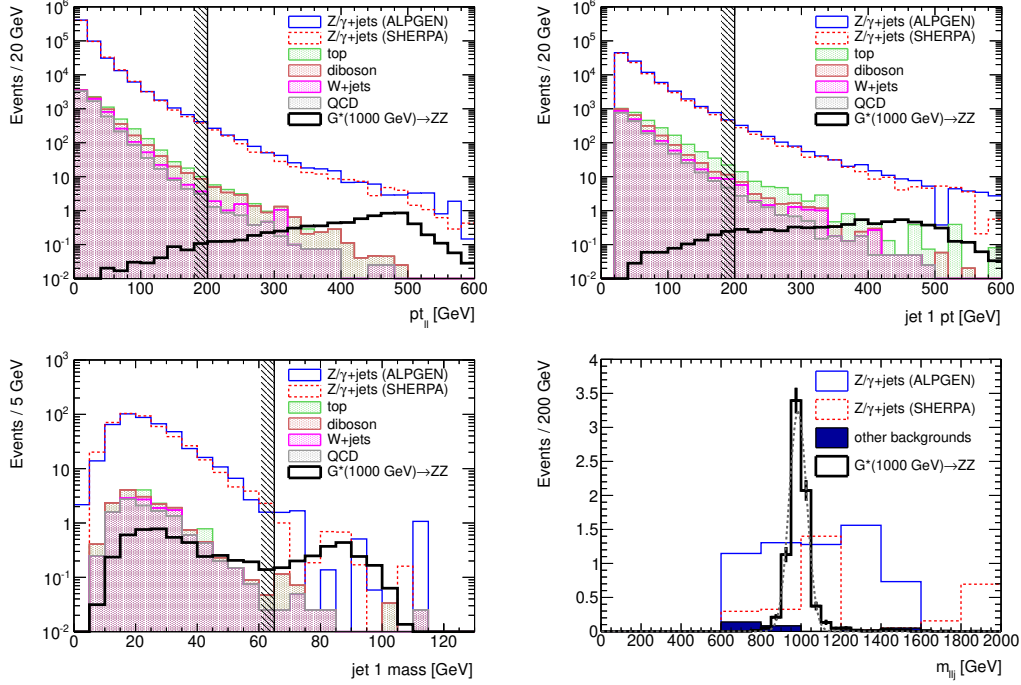 Events / 20 GeV
10^6
10^5
10^4
10^3
10^2
10
1
10^-1
10^-2
0 100 200 300 400 500 600
pt_ll [GeV]
Z/γ+jets (ALPGEN)
Z/γ+jets (SHERPA)
top
diboson
W+jets
QCD
G*(1000 GeV)→ZZ
Events / 20 GeV
10^6
10^5
10^4
10^3
10^2
10
1
10^-1
10^-2
0 100 200 300 400 500 600
jet 1 pt [GeV]
Z/γ+jets (ALPGEN)
Z/γ+jets (SHERPA)
top
diboson
W+jets
QCD
G*(1000 GeV)→ZZ
Events / 5 GeV
10^3
10^2
10
1
10^-1
10^-2
0 20 40 60 80 100 120
jet 1 mass [GeV]
Z/γ+jets (ALPGEN)
Z/γ+jets (SHERPA)
top
diboson
W+jets
QCD
G*(1000 GeV)→ZZ
Events / 200 GeV
4
3.5
3
2.5
2
1.5
1
0.5
0
0 200 400 600 800 1000 1200 1400 1600 1800 2000
m_llj [GeV]
Z/γ+jets (ALPGEN)
Z/γ+jets (SHERPA)
other backgrounds
G*(1000 GeV)→ZZ